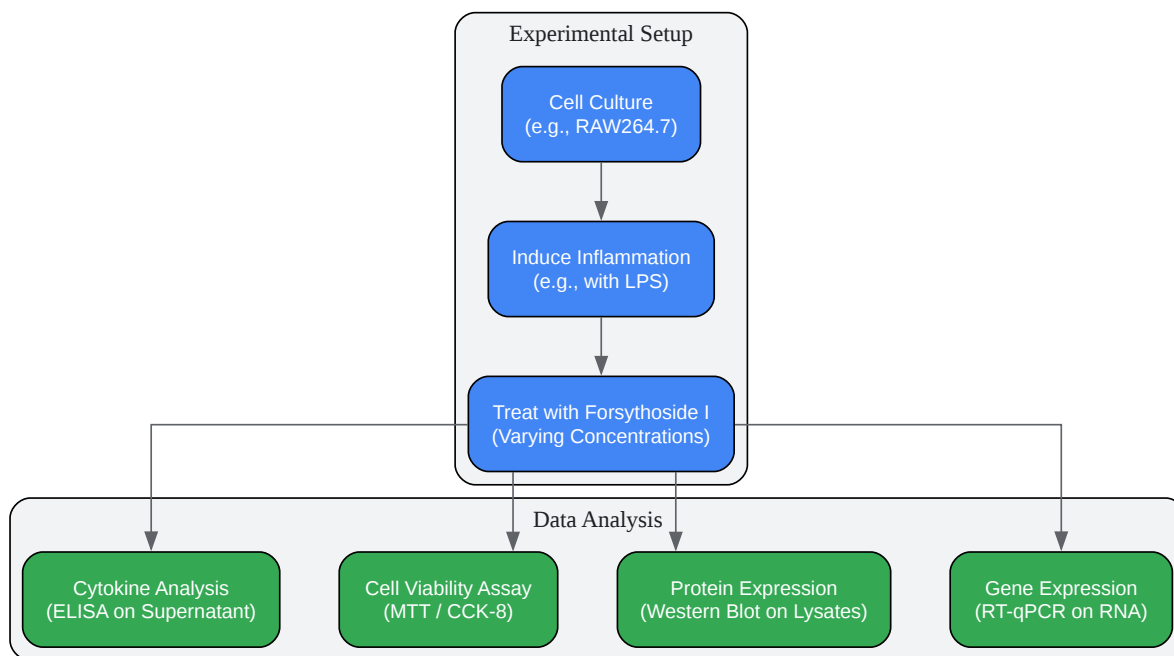 Experimental Setup
Cell Culture
(e.g., RAW264.7)
Induce Inflammation
(e.g., with LPS)
Treat with Forsythoside I
(Varying Concentrations)
Data Analysis
Cytokine Analysis
(ELISA on Supernatant)
Cell Viability Assay
(MTT / CCK-8)
Protein Expression
(Western Blot on Lysates)
Gene Expression
(RT-qPCR on RNA)